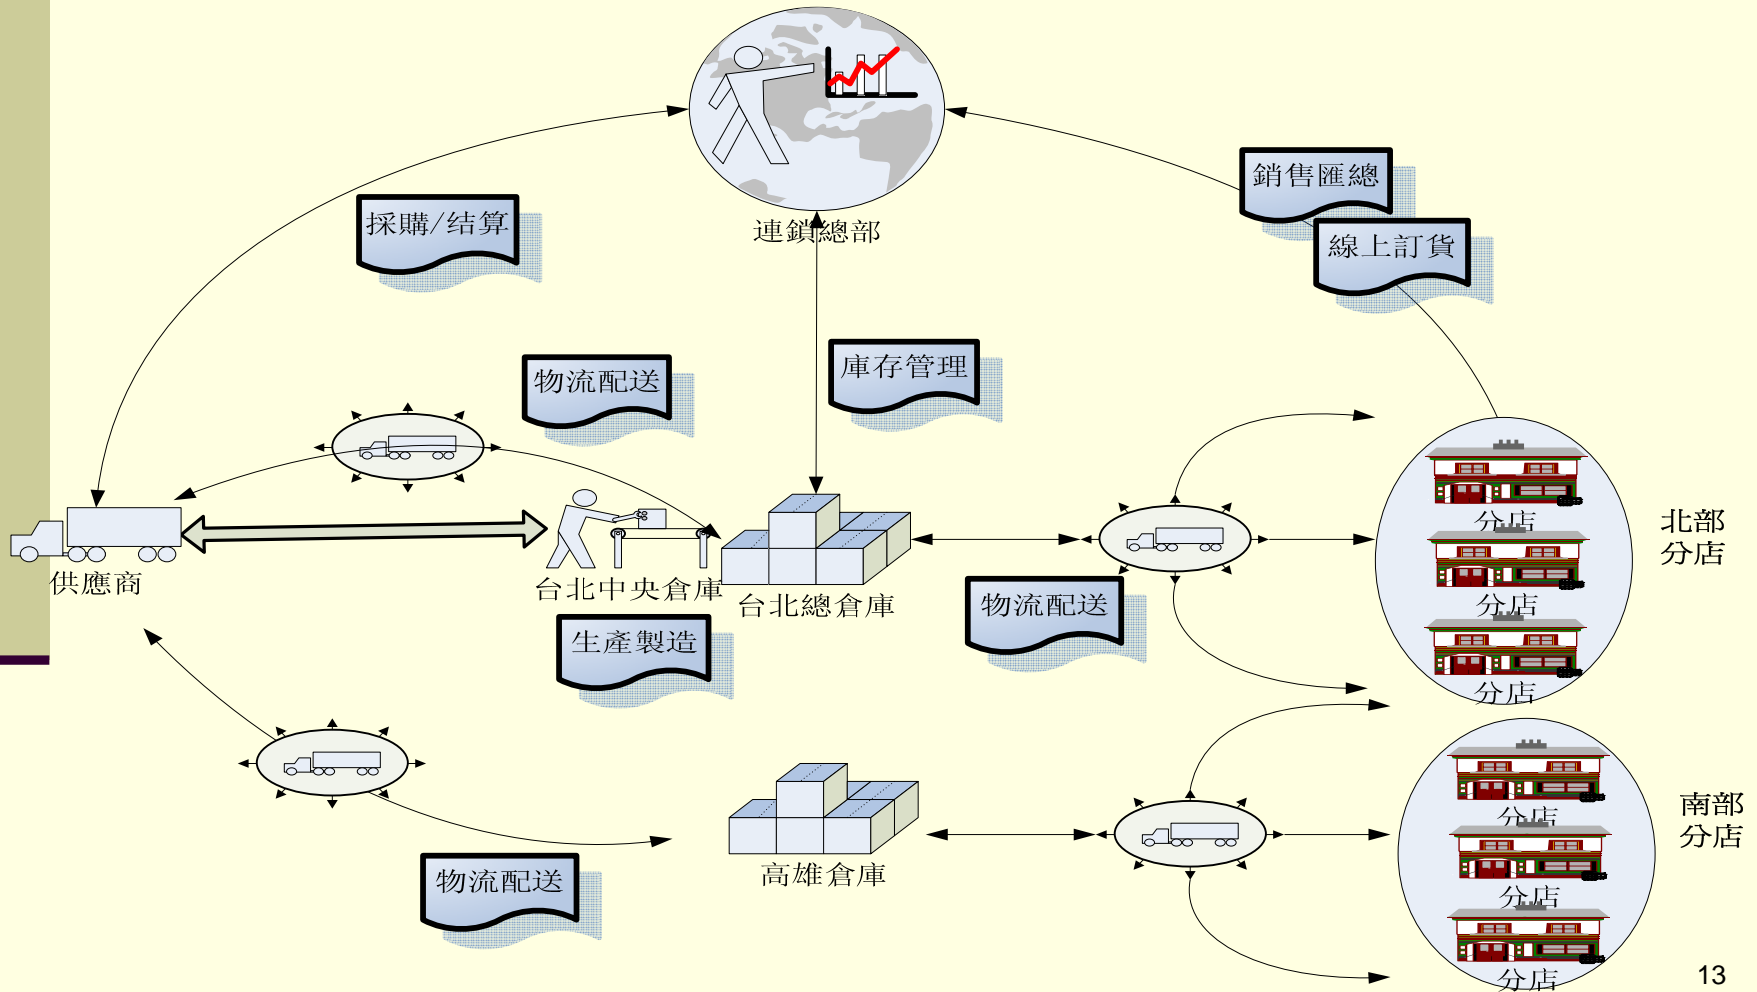 銷售匯總
採購/结算
連鎖總部
線上訂貨
物流配送
庫存管理
分店
北部
分店
供應商
台北中央倉庫
台北總倉庫
物流配送
分店
生產製造
分店
南部
分店
分店
物流配送
高雄倉庫
分店
分店
13